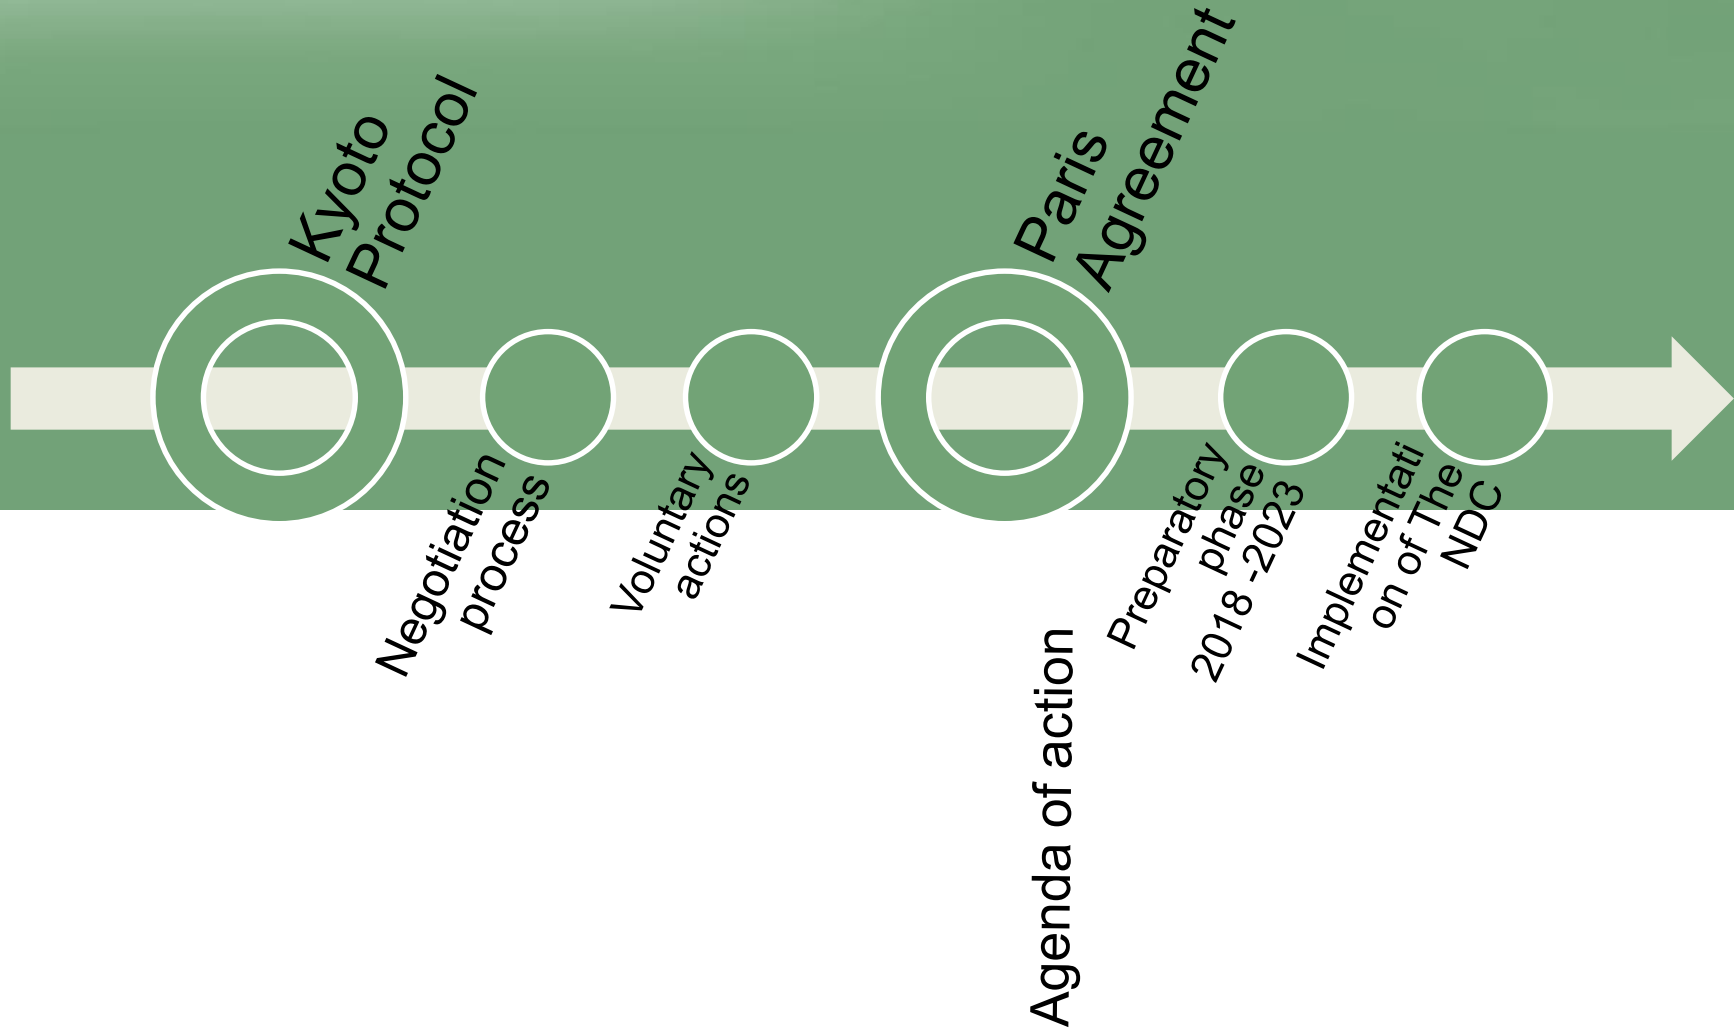 Kyoto
Protocol
Negotiation
process
Voluntary
actions
Paris
Agreement
Agenda of action
Preparatory
phase
2018 -2023
Implementati
on of The
NDC